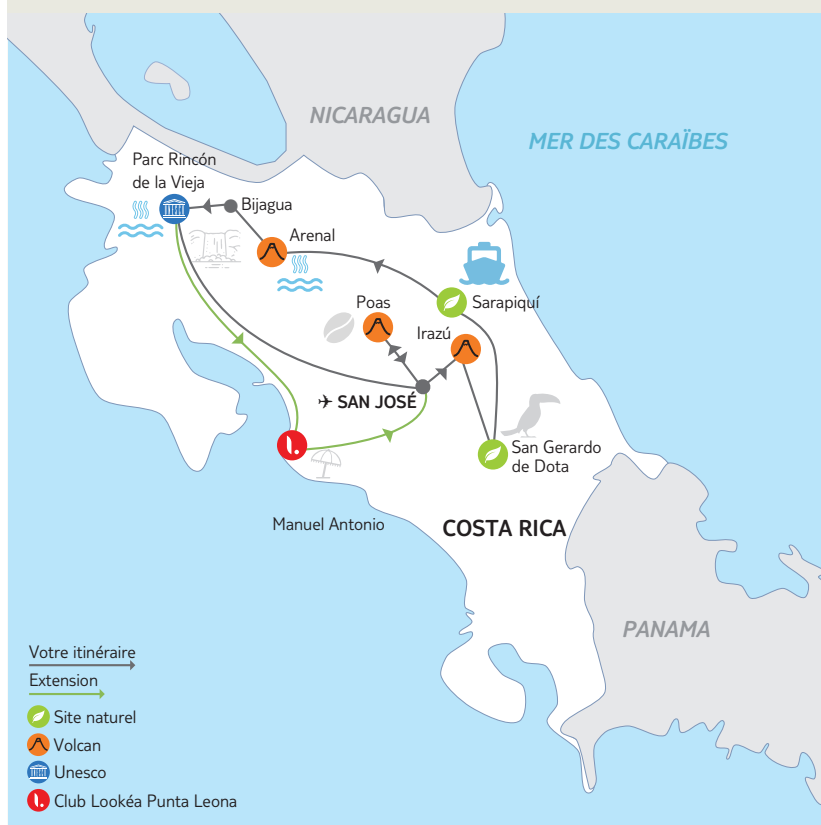 NICARAGUA
MER DES CARAÏBES
Parc Rincón
de la Vieja
Bijagua
Arenal
Poas
Sarapiquí
Irazú
SAN JOSÉ
San Gerardo
de Dota
Manuel Antonio
COSTA RICA
PANAMA
Votre itinéraire
Extension
Site naturel
Volcan
Unesco
Club Lookéa Punta Leona